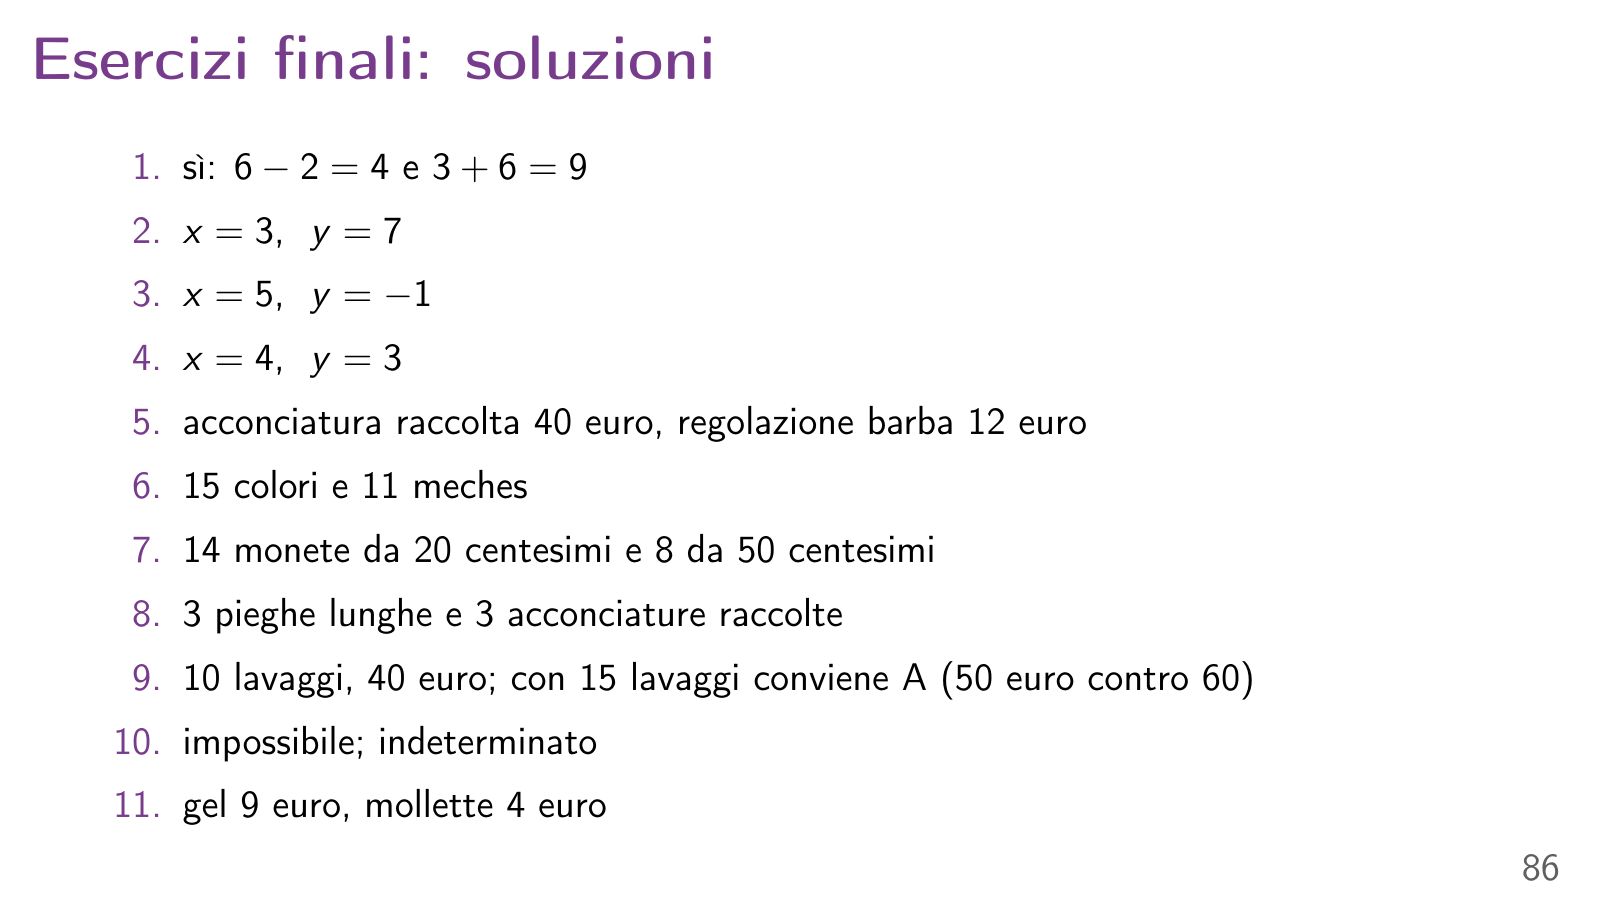 Esercizi finali: soluzioni
1. sì: 6 − 2 = 4 e 3 + 6 = 9
2. x = 3, y = 7
3. x = 5, y = −1
4. x = 4, y = 3
5. acconciatura raccolta 40 euro, regolazione barba 12 euro
6. 15 colori e 11 meches
7. 14 monete da 20 centesimi e 8 da 50 centesimi
8. 3 pieghe lunghe e 3 acconciature raccolte
9. 10 lavaggi, 40 euro; con 15 lavaggi conviene A (50 euro contro 60)
10. impossibile; indeterminato
11. gel 9 euro, mollette 4 euro
86